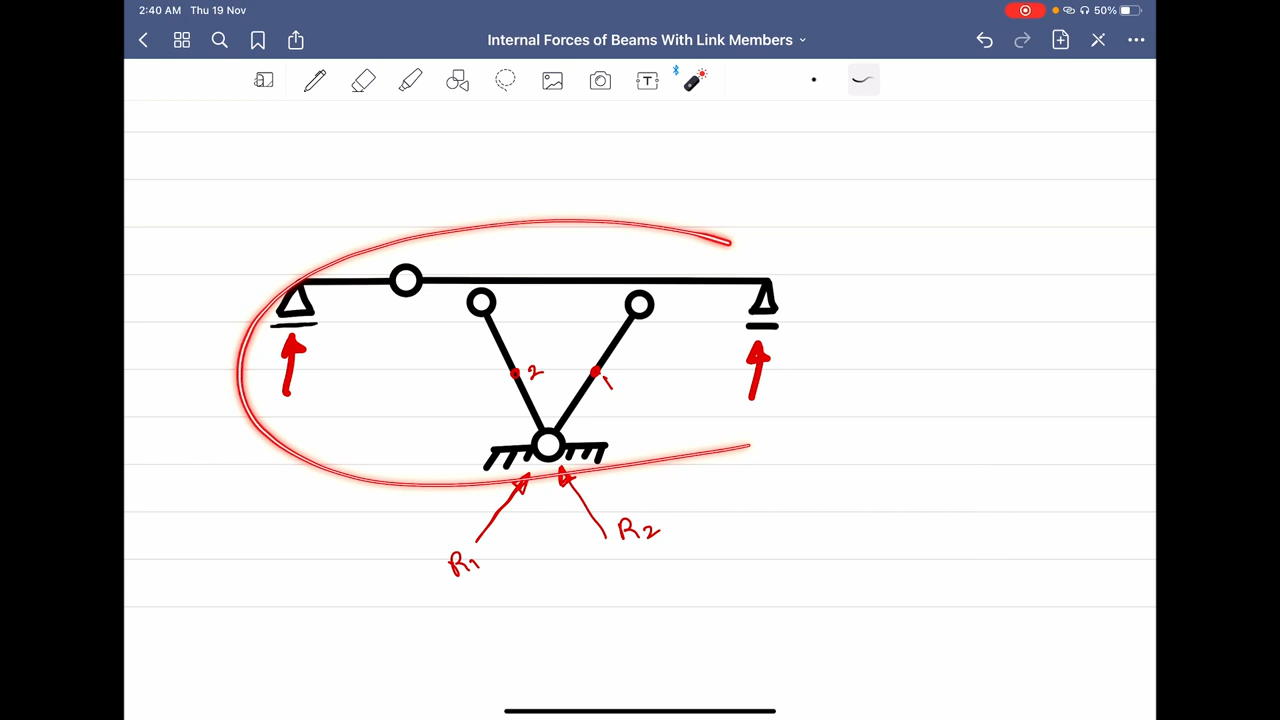 2:40 AM Thu 19 Nov
50%
Internal Forces of Beams With Link Members
T
2
1
R2
R1